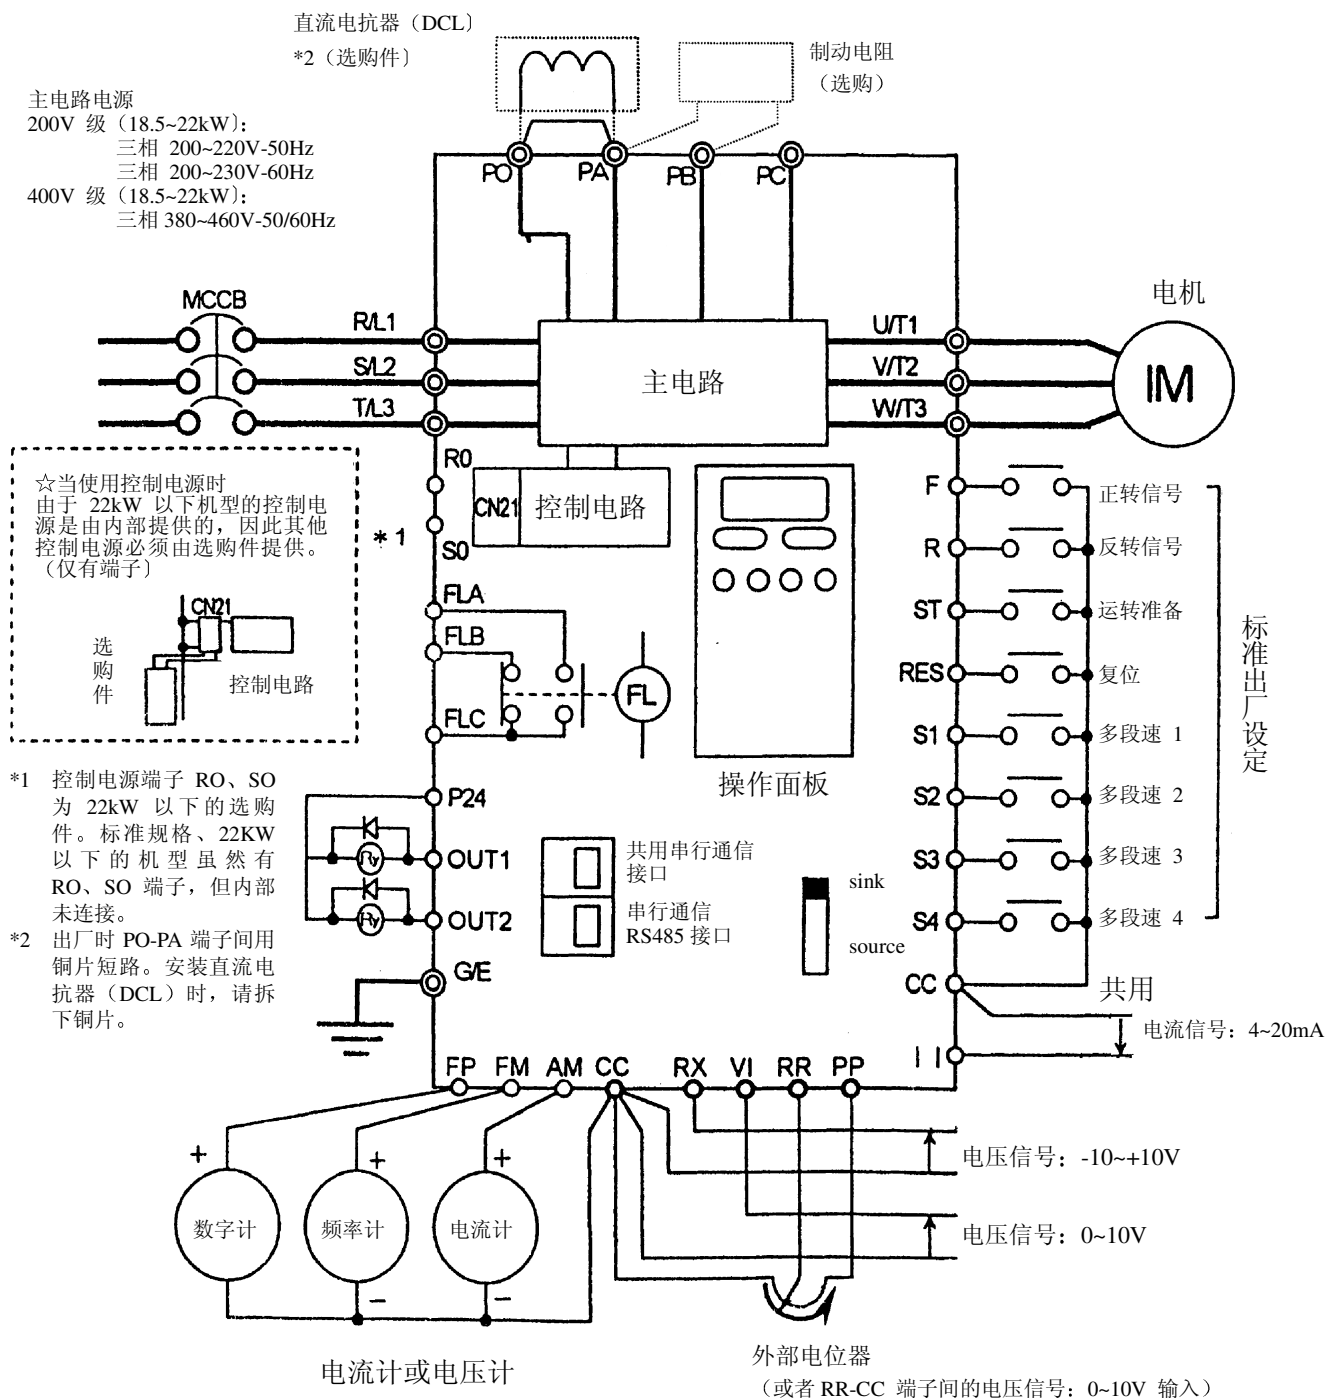 直流电抗器（DCL〕
*2（选购件〕
制动电阻
（选购）
主电路电源
200V 级（18.5~22kW〕：
三相 200~220V-50Hz
三相 200~230V-60Hz
400V 级（18.5~22kW〕：
三相 380~460V-50/60Hz
PO
PA
PB
PC
MCCB
R/L1
S/L2
T/L3
主电路
U/T1
V/T2
W/T3
电机
IM
☆当使用控制电源时
由于 22kW 以下机型的控制电
源是由内部提供的，因此其他
控制电源必须由选购件提供。
（仅有端子〕
CN21
选购件
控制电路
* 1
R0
S0
CN21
控制电路
FLA
FLB
FLC
FL
操作面板
F
正转信号
R
反转信号
ST
运转准备
RES
复位
S1
多段速 1
S2
多段速 2
S3
多段速 3
S4
多段速 4
标准出厂设定
CC
共用
I I
电流信号：4~20mA
*1 控制电源端子 RO、SO
为 22kW 以下的选购
件。标准规格、22KW
以下的机型虽然有
RO、SO 端子，但内部
未连接。
*2 出厂时 PO-PA 端子间用
铜片短路。安装直流电
抗器（DCL）时，请拆
下铜片。
P24
OUT1
Ry
OUT2
Ry
G/E
共用串行通信
接口
串行通信
RS485 接口
sink
source
FP
FM
AM
CC
RX
VI
RR
PP
+
+
+
数字计
频率计
电流计
−
−
电流计或电压计
电压信号：-10~+10V
电压信号：0~10V
外部电位器
（或者 RR-CC 端子间的电压信号：0~10V 输入）